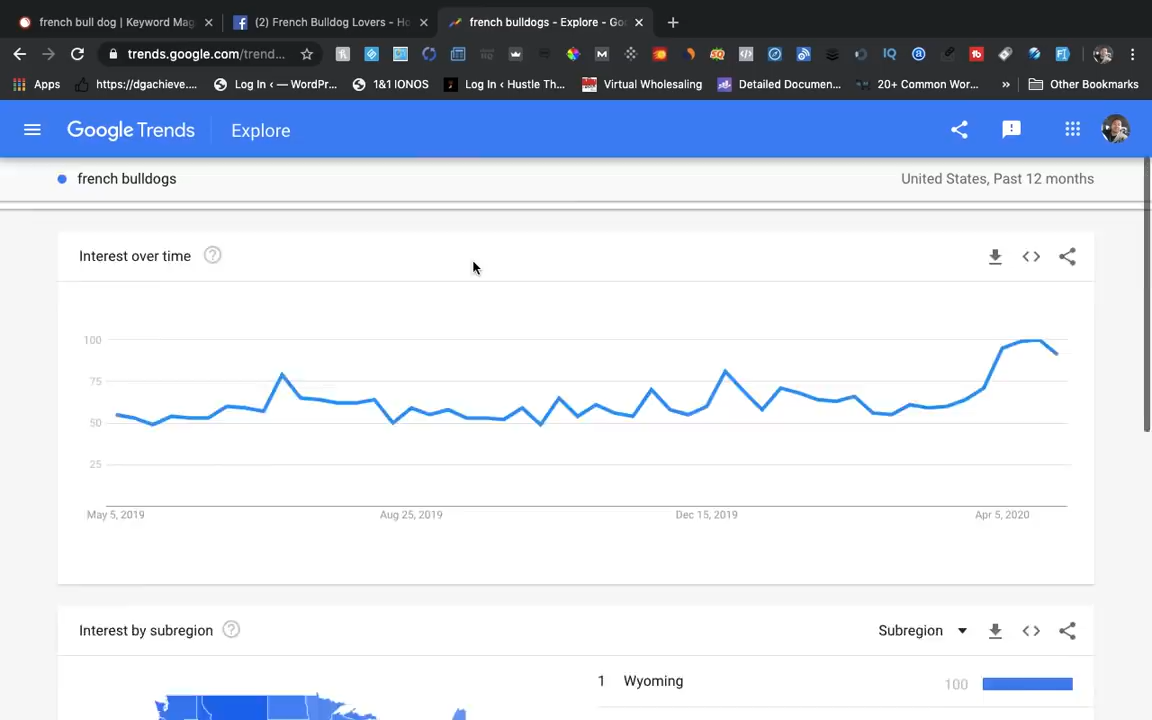 french bull dog | Keyword Mag
(2) French Bulldog Lovers - Ho
french bulldogs - Explore - Goo
trends.google.com/trend...
Apps
https://dgachieve....
Log In ‹ — WordPr...
1&1 IONOS
Log In ‹ Hustle Th...
Virtual Wholesaling
Detailed Documen...
20+ Common Wor...
»
Other Bookmarks
Google Trends
Explore
french bulldogs
United States, Past 12 months
Interest over time
100
75
50
25
May 5, 2019
Aug 25, 2019
Dec 15, 2019
Apr 5, 2020
Interest by subregion
Subregion
1 Wyoming
100